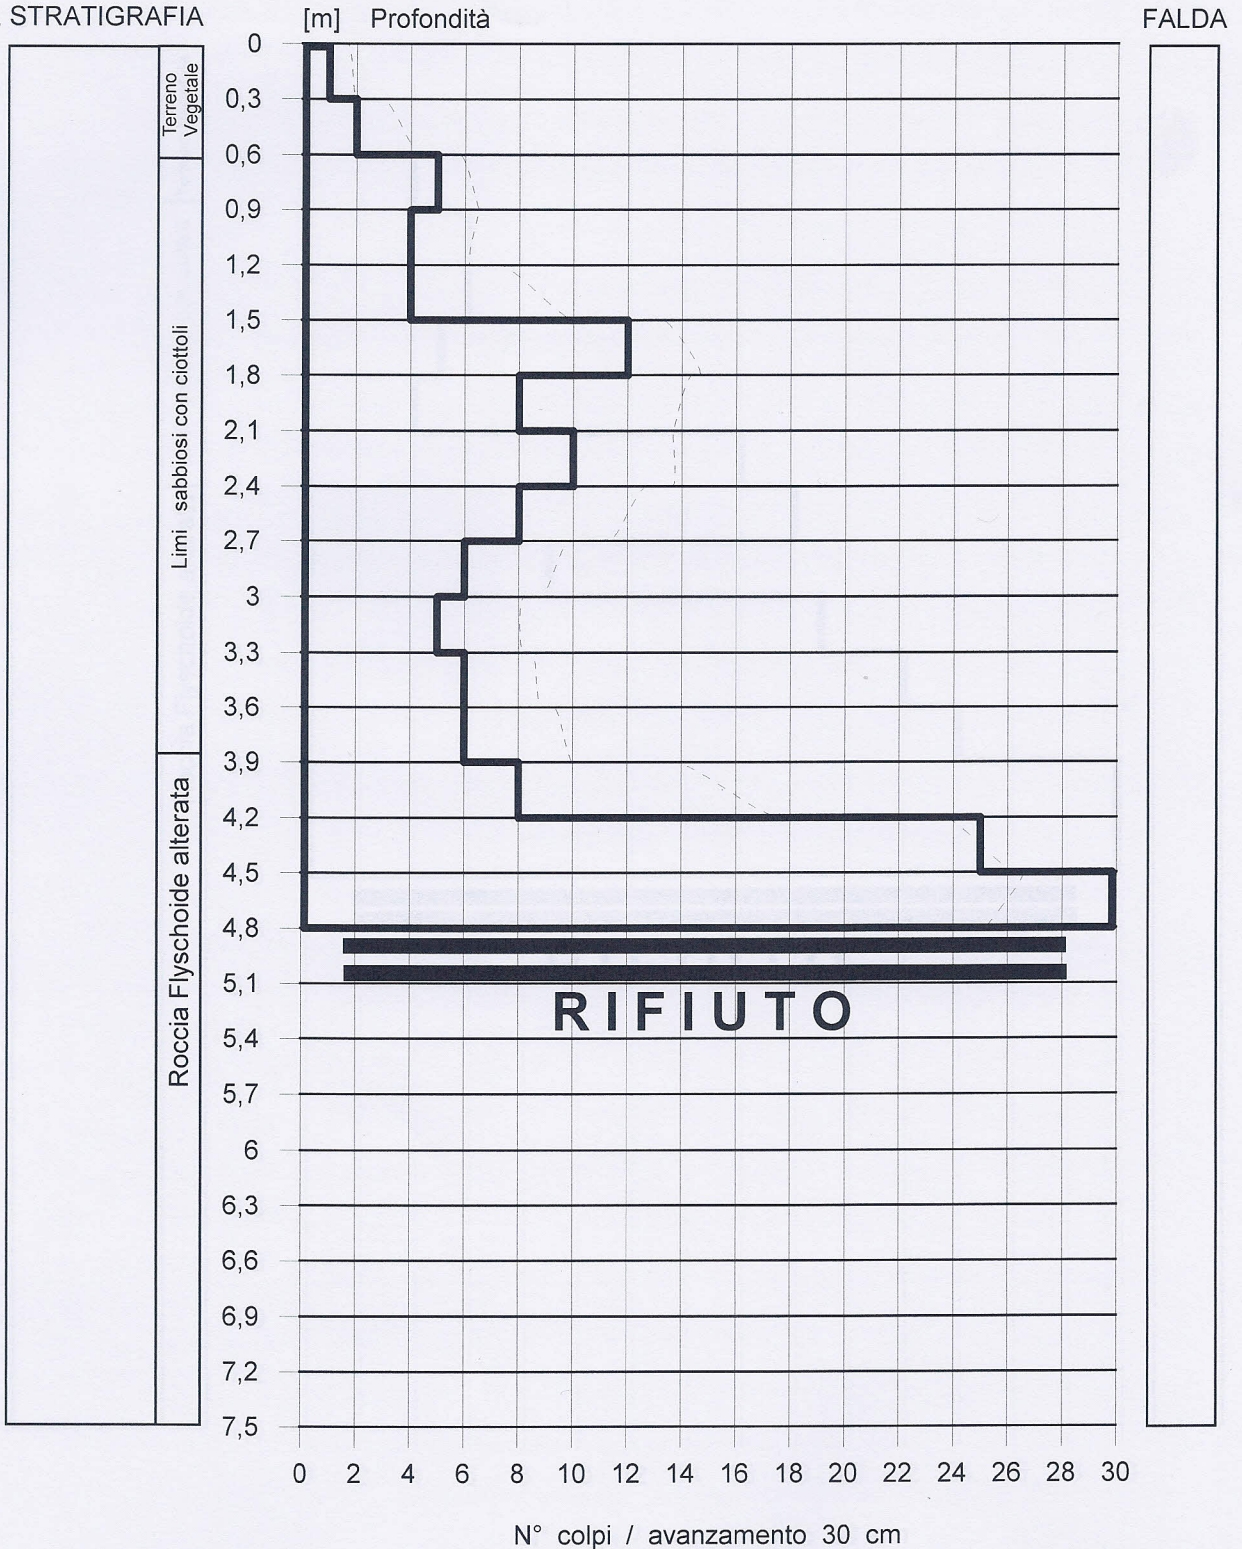 STRATIGRAFIA
[m] Profondità
FALDA
0
0,3
0,6
0,9
1,2
1,5
1,8
2,1
2,4
2,7
3
3,3
3,6
3,9
4,2
4,5
4,8
5,1
5,4
5,7
6
6,3
6,6
6,9
7,2
7,5
Terreno
Vegetale
Limi sabbiosi con ciottoli
Roccia Flyschoide alterata
RIFIUTO
0 2 4 6 8 10 12 14 16 18 20 22 24 26 28 30
N° colpi / avanzamento 30 cm